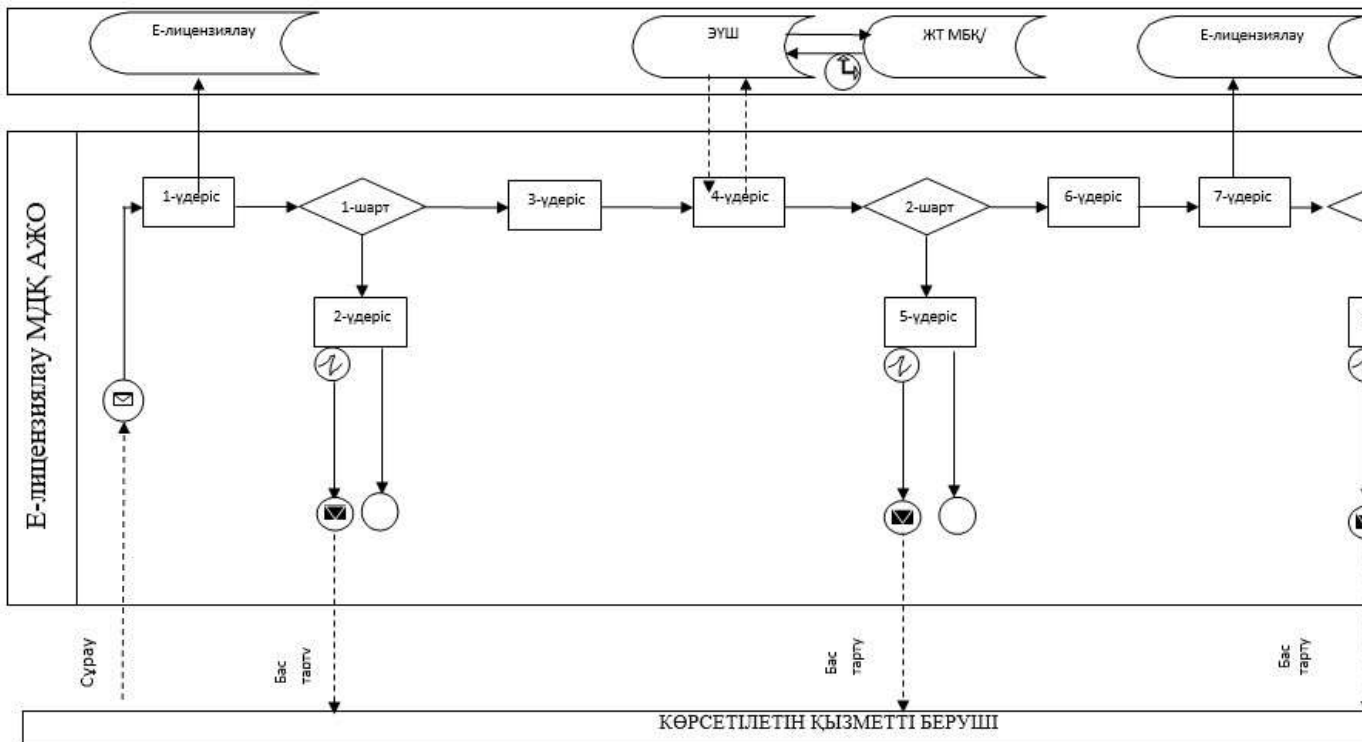 Е-лицензиялау
ЭҮШ
ЖТ МБҚ/
Е-лицензиялау
Е-лицензиялау МДҚ АЖО
1-үдеріс
1-шарт
3-үдеріс
4-үдеріс
2-шарт
6-үдеріс
7-үдеріс
2-үдеріс
5-үдеріс
Сұрау
Бас
тарту
Бас
тарту
Бас
тарту
КӨРСЕТІЛЕТІН ҚЫЗМЕТТІ БЕРУШІ